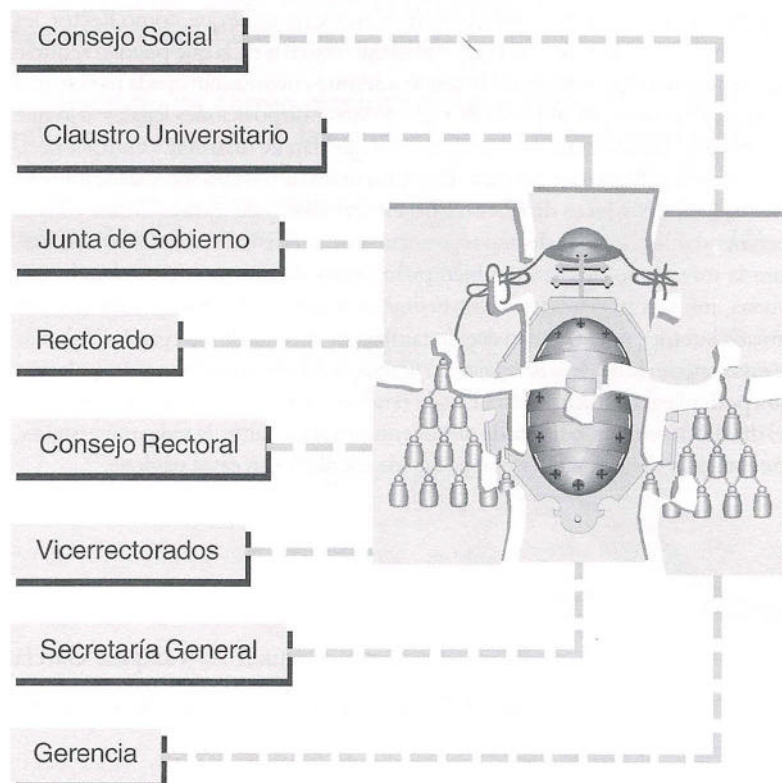 Consejo Social
Claustro Universitario
Junta de Gobierno
Rectorado
Consejo Rectoral
Vicerrectorados
Secretaría General
Gerencia